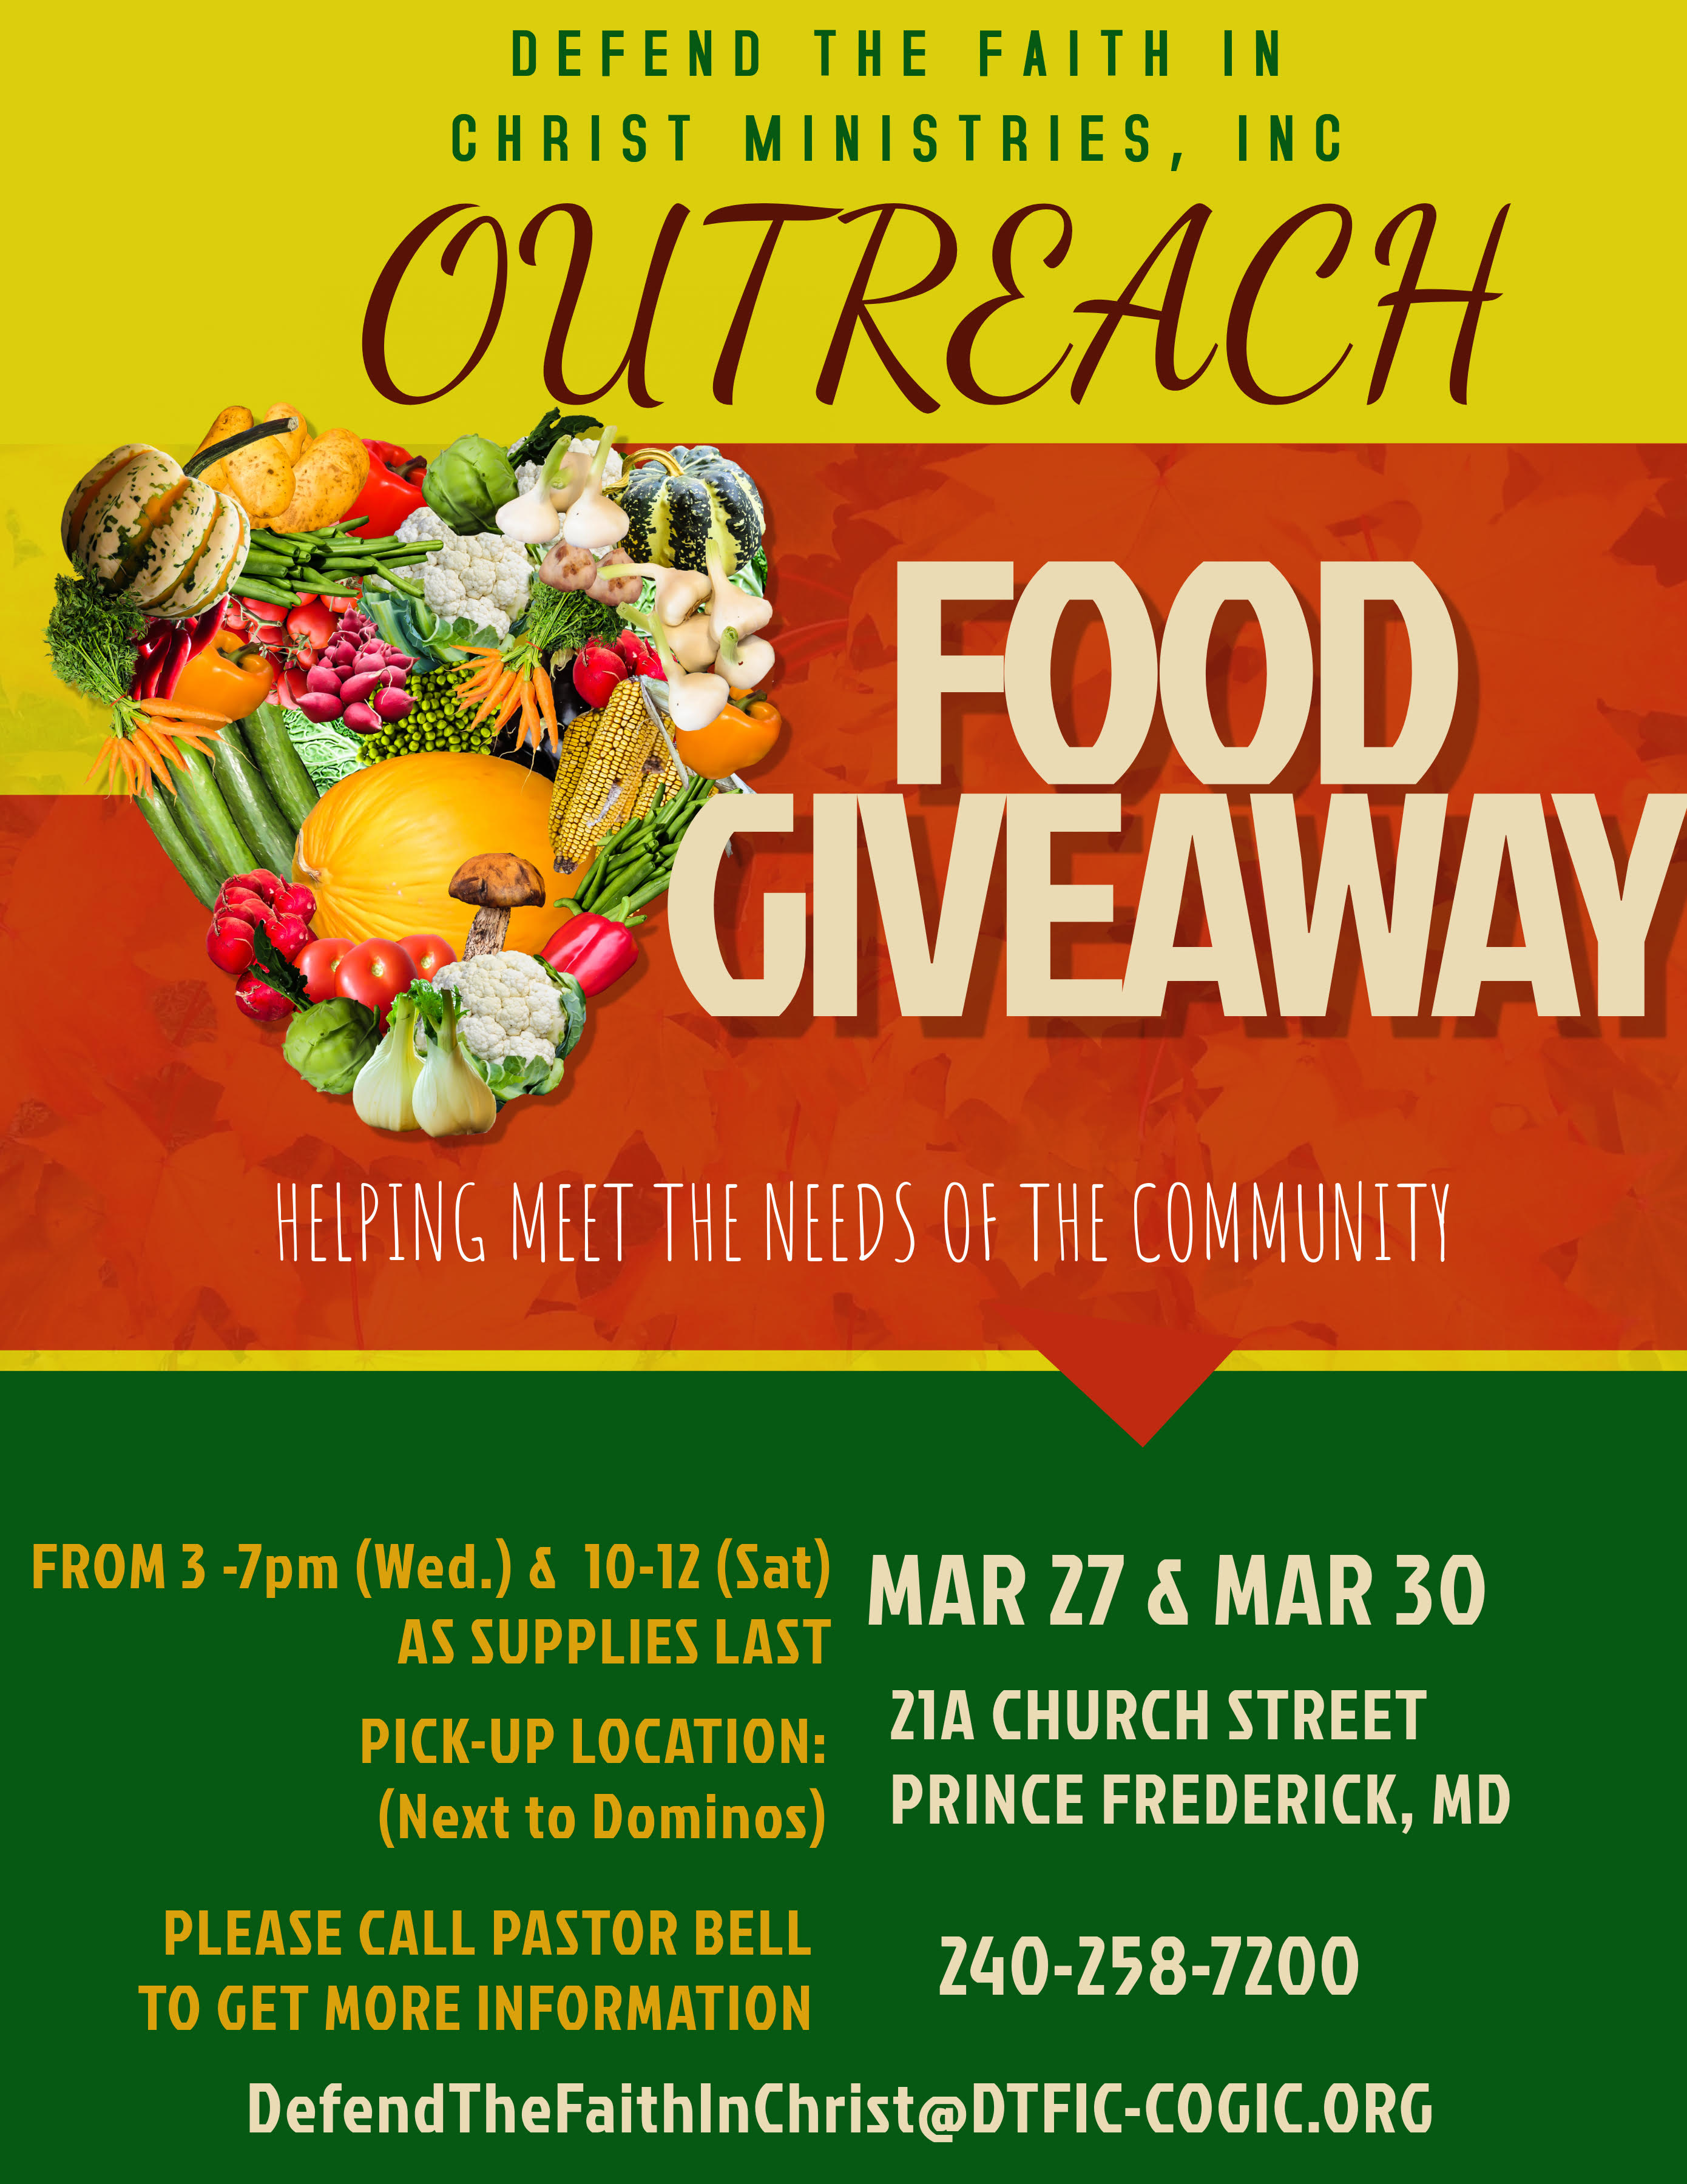 DEFEND THE FAITH IN
CHRIST MINISTRIES, INC
OUTREACH
FOOD
GIVEAWAY
HELPING MEET THE NEEDS OF THE COMMUNITY
FROM 3 -7pm (Wed.) & 10-12 (Sat)
AS SUPPLIES LAST
MAR 27 & MAR 30
PICK-UP LOCATION:
(Next to Dominos)
21A CHURCH STREET
PRINCE FREDERICK, MD
PLEASE CALL PASTOR BELL
TO GET MORE INFORMATION
240-258-7200
DefendTheFaithInChrist@DTFIC-COGIC.ORG